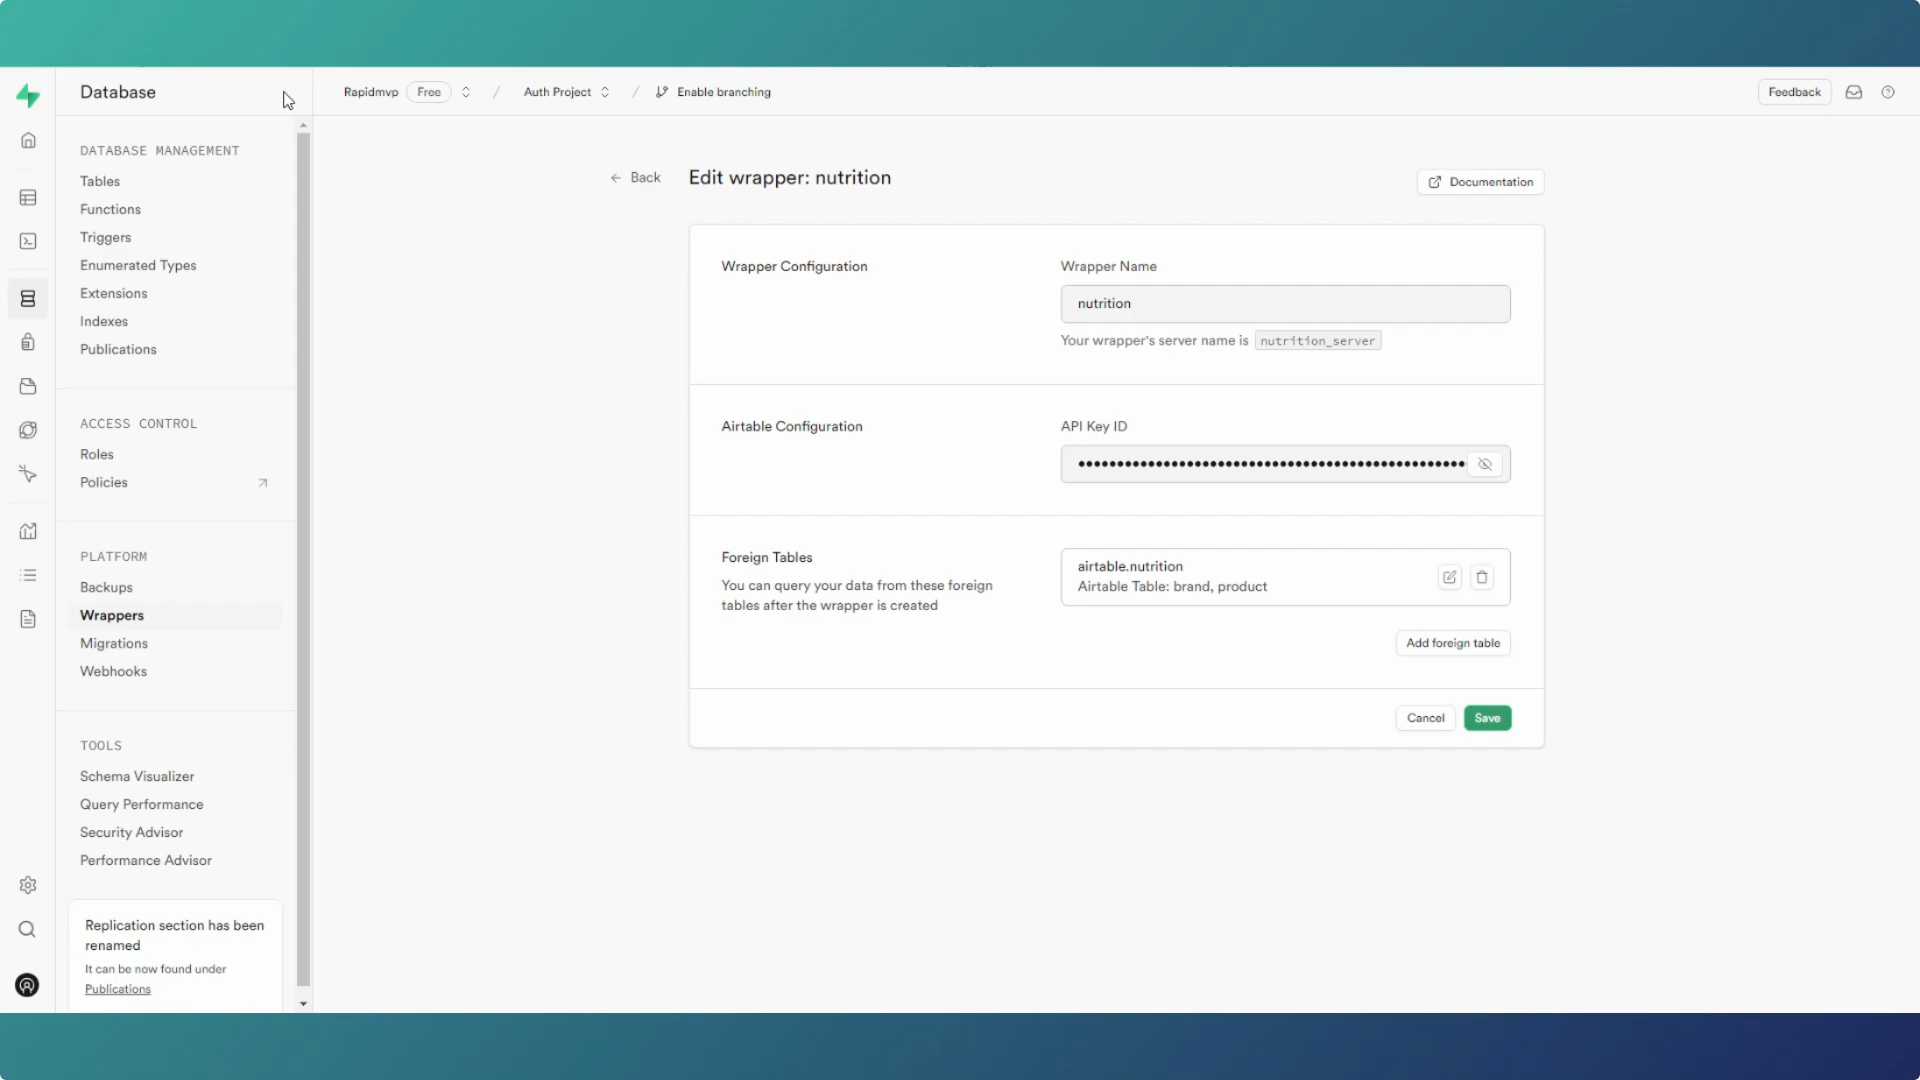 Database
Rapidmvp Free / Auth Project / Enable branching
Feedback
DATABASE MANAGEMENT
Tables
Functions
Triggers
Enumerated Types
Extensions
Indexes
Publications
ACCESS CONTROL
Roles
Policies
PLATFORM
Backups
Wrappers
Migrations
Webhooks
TOOLS
Schema Visualizer
Query Performance
Security Advisor
Performance Advisor
Replication section has been
renamed
It can be now found under
Publications
Back
Edit wrapper: nutrition
Documentation
Wrapper Configuration
Wrapper Name
nutrition
Your wrapper's server name is nutrition_server
Airtable Configuration
API Key ID
Foreign Tables
You can query your data from these foreign
tables after the wrapper is created
airtable.nutrition
Airtable Table: brand, product
Add foreign table
Cancel
Save